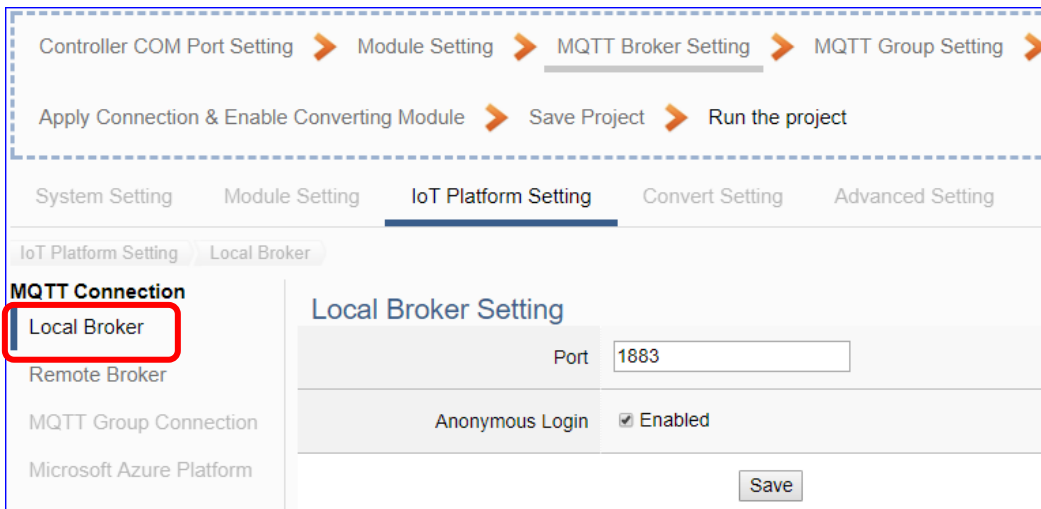 Controller COM Port Setting Module Setting MQTT Broker Setting MQTT Group Setting
Apply Connection & Enable Converting Module Save Project Run the project
System Setting Module Setting IoT Platform Setting Convert Setting Advanced Setting
IoT Platform Setting Local Broker
MQTT Connection
Local Broker
Remote Broker
MQTT Group Connection
Microsoft Azure Platform
Local Broker Setting
Port 1883
Anonymous Login Enabled
Save